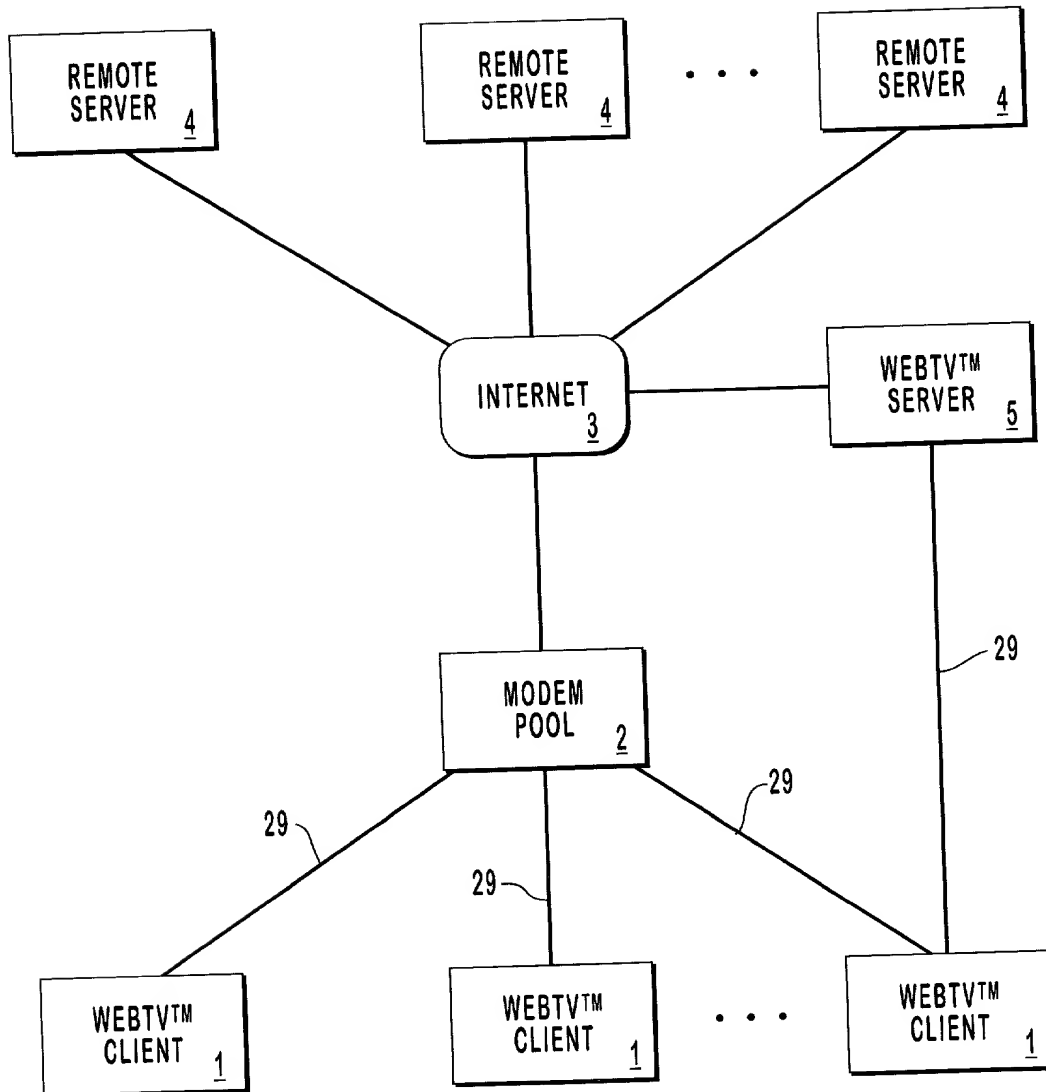 REMOTE
SERVER
4
REMOTE
SERVER
4
REMOTE
SERVER
4
INTERNET
3
WEBTV™
SERVER
5
MODEM
POOL
2
29
29
29
29
WEBTV™
CLIENT
1
WEBTV™
CLIENT
1
WEBTV™
CLIENT
1